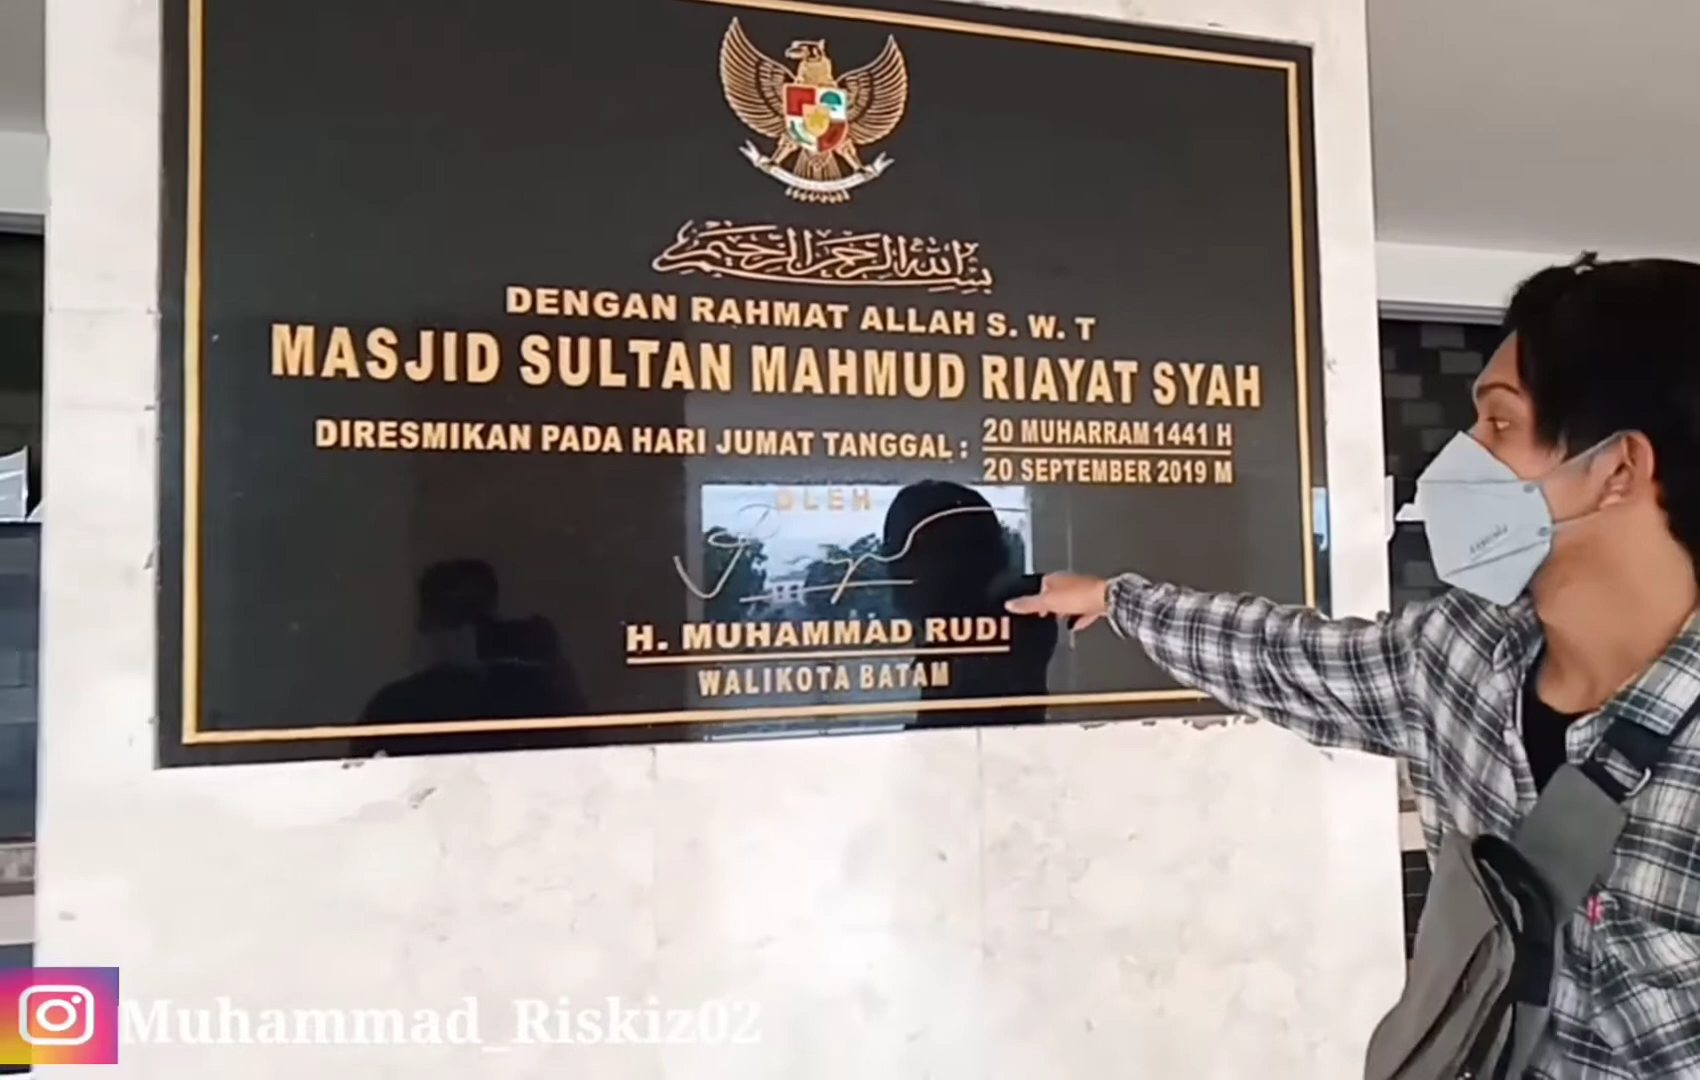 بسم الله الرحمن الرحيم
DENGAN RAHMAT ALLAH S. W. T
MASJID SULTAN MAHMUD RIAYAT SYAH
DIRESMIKAN PADA HARI JUMAT TANGGAL : 20 MUHARRAM 1441 H
20 SEPTEMBER 2019 M
OLEH
H. MUHAMMAD RUDI
WALIKOTA BATAM
Muhammad_Riskiz02